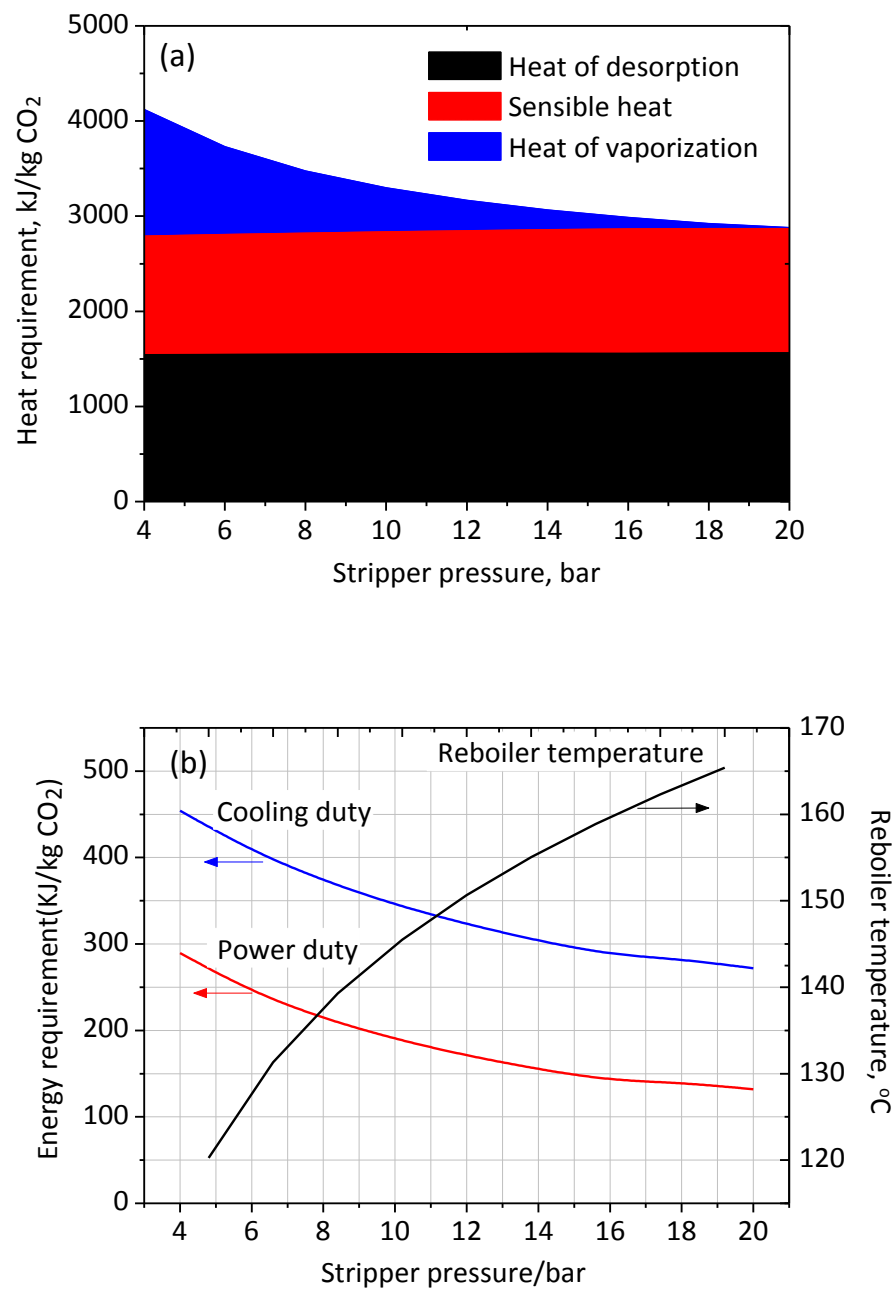 (a)
Heat of desorption
Sensible heat
Heat of vaporization
5000
4000
3000
2000
1000
0
Heat requirement, kJ/kg CO₂
4 6 8 10 12 14 16 18 20
Stripper pressure, bar
(b)
Reboiler temperature
Cooling duty
Power duty
500
400
300
200
100
0
Energy requirement(KJ/kg CO₂)
170
160
150
140
130
120
Reboiler temperature, ºC
4 6 8 10 12 14 16 18 20
Stripper pressure/bar